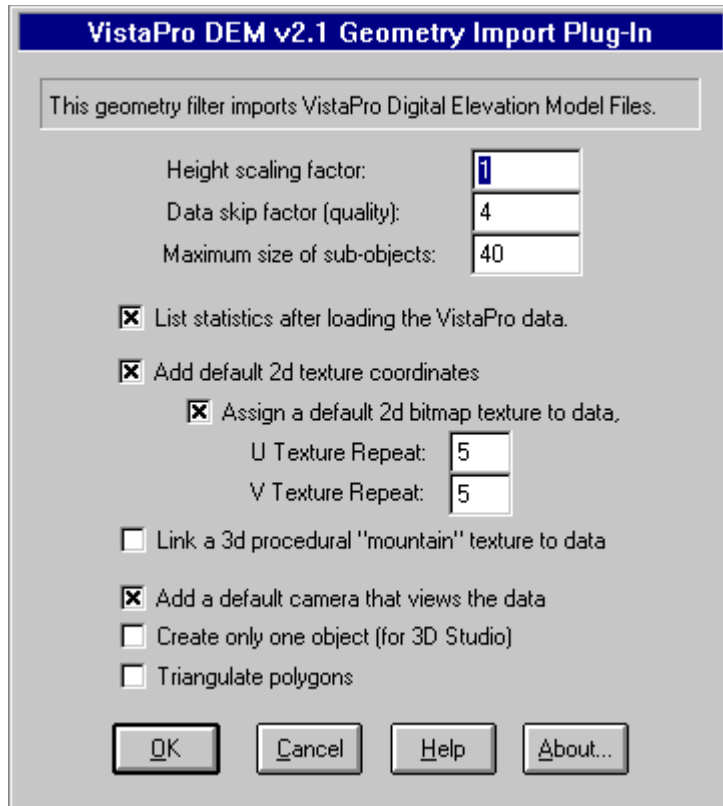 VistaPro DEM v2.1 Geometry Import Plug-In
This geometry filter imports VistaPro Digital Elevation Model Files.
Height scaling factor: 1
Data skip factor (quality): 4
Maximum size of sub-objects: 40
List statistics after loading the VistaPro data.
Add default 2d texture coordinates
Assign a default 2d bitmap texture to data,
U Texture Repeat: 5
V Texture Repeat: 5
Link a 3d procedural "mountain" texture to data
Add a default camera that views the data
Create only one object (for 3D Studio)
Triangulate polygons
OK Cancel Help About...